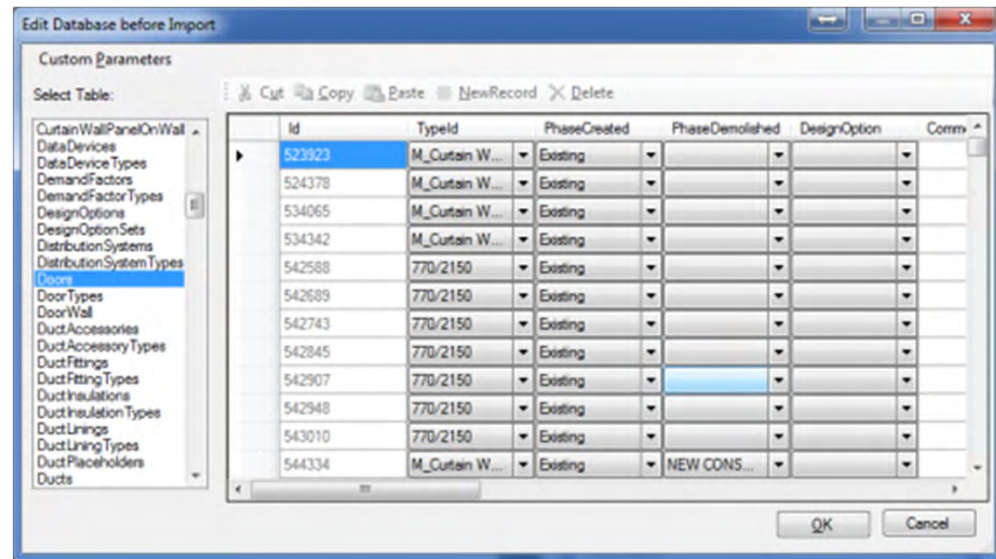 Edit Database before Import
Custom Parameters
Select Table:
Cut Copy Paste NewRecord Delete
CurtainWallPanelOnWall
DataDevices
DataDeviceTypes
DemandFactors
DemandFactorTypes
DesignOptions
DesignOptionSets
DistributionSystems
DistributionSystemTypes
Doors
DoorTypes
DoorWall
DuctAccessories
DuctAccessoryTypes
DuctFittings
DuctFittingTypes
DuctInsulations
DuctInsulationTypes
DuctLinings
DuctLiningTypes
DuctPlaceholders
Ducts
Id TypeId PhaseCreated PhaseDemolished DesignOption Comm
523923 M_Curtain W... Existing
524378 M_Curtain W... Existing
534065 M_Curtain W... Existing
534342 M_Curtain W... Existing
542588 770/2150 Existing
542689 770/2150 Existing
542743 770/2150 Existing
542845 770/2150 Existing
542907 770/2150 Existing
542948 770/2150 Existing
543010 770/2150 Existing
544334 M_Curtain W... Existing NEW CONS...
OK Cancel